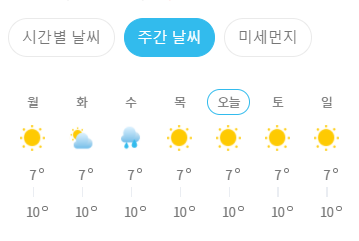 시간별 날씨 주간 날씨 미세먼지
월 화 수 목 오늘 토 일
7° 7° 7° 7° 7° 7° 7°
10° 10° 10° 10° 10° 10° 10°